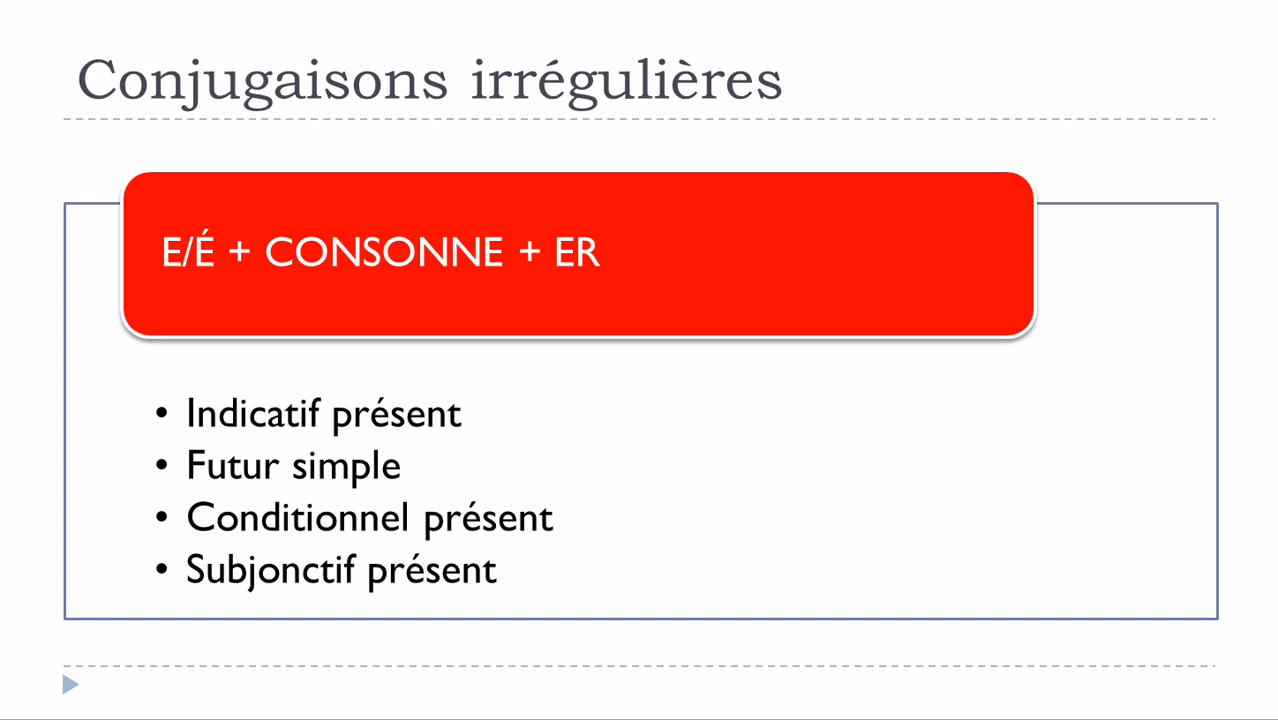 Conjugaisons irrégulières
E/É + CONSONNE + ER
• Indicatif présent
• Futur simple
• Conditionnel présent
• Subjonctif présent